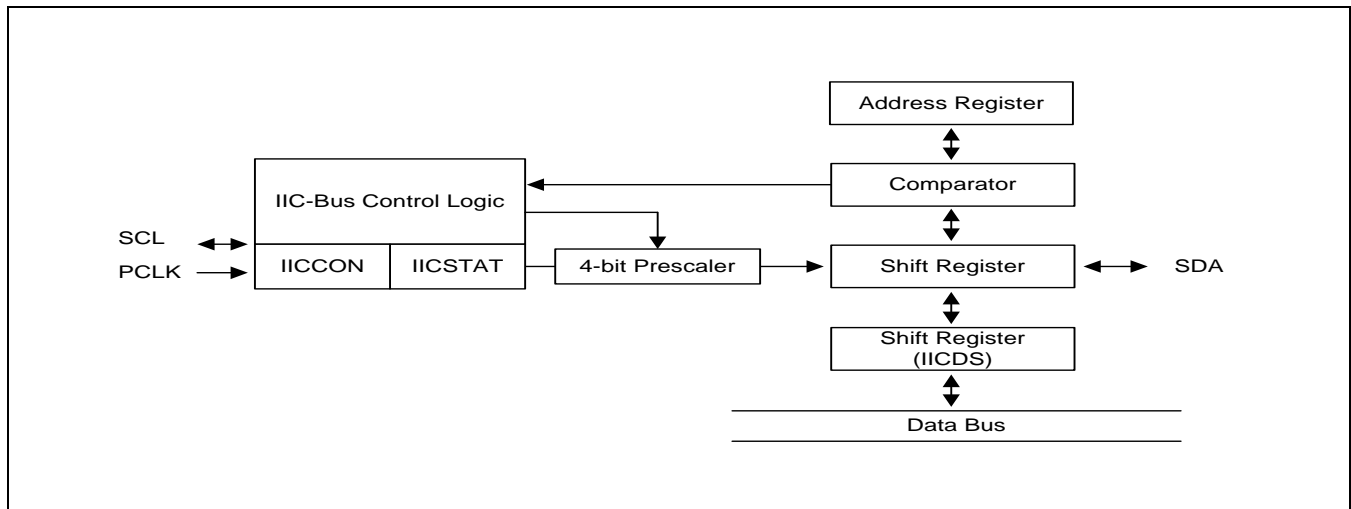 Address Register
Comparator
IIC-Bus Control Logic
SCL
PCLK
IICCON
IICSTAT
4-bit Prescaler
Shift Register
SDA
Shift Register
(IICDS)
Data Bus